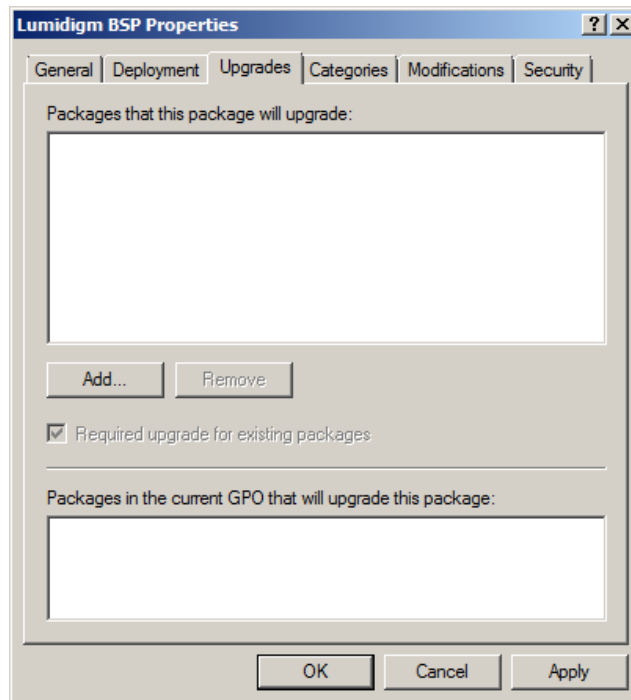 Lumidigm BSP Properties
General Deployment Upgrades Categories Modifications Security
Packages that this package will upgrade:
Add... Remove
Required upgrade for existing packages
Packages in the current GPO that will upgrade this package:
OK Cancel Apply